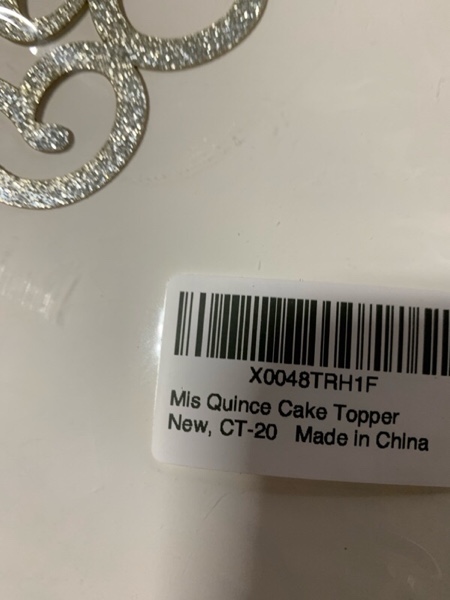 X0048TRH1F
Mis Quince Cake Topper
New, CT-20 Made in China